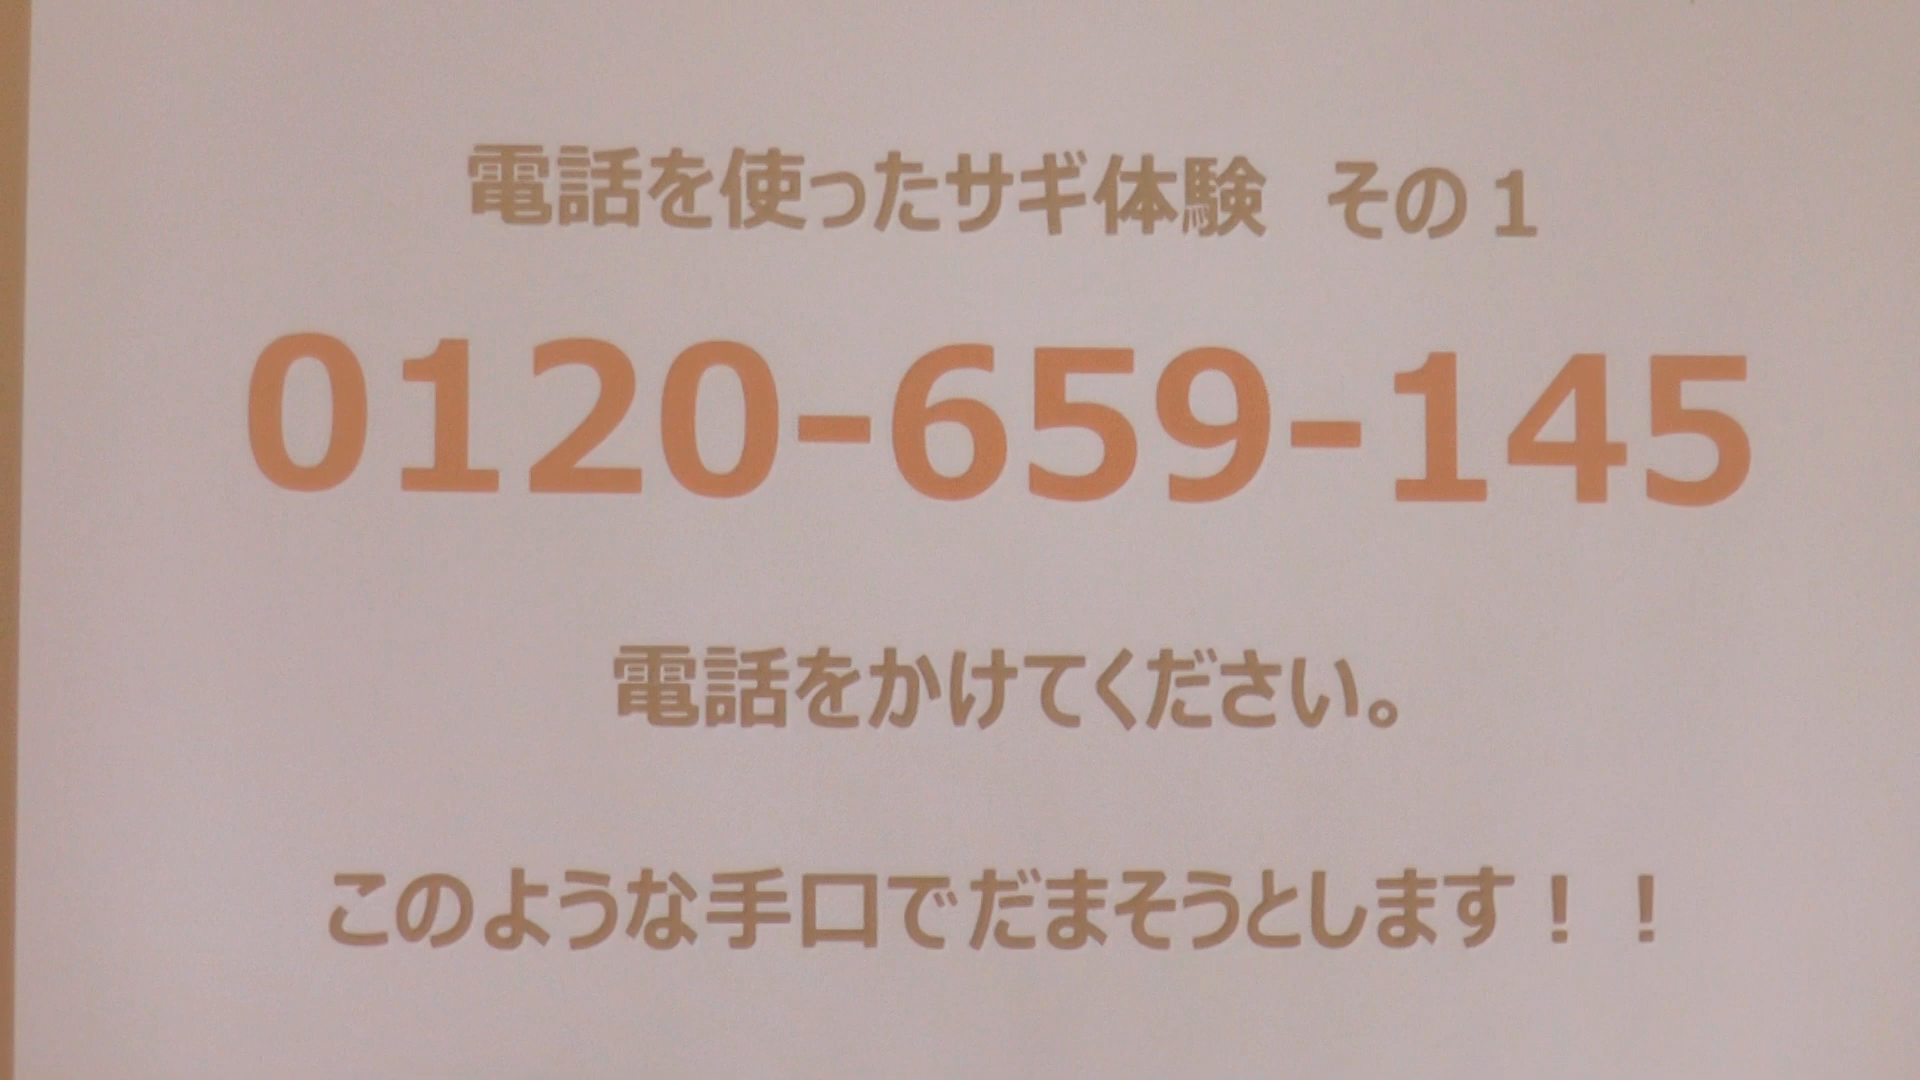 電話を使ったサギ体験　その１
0120-659-145
電話をかけてください。
このような手口でだまそうとします！！